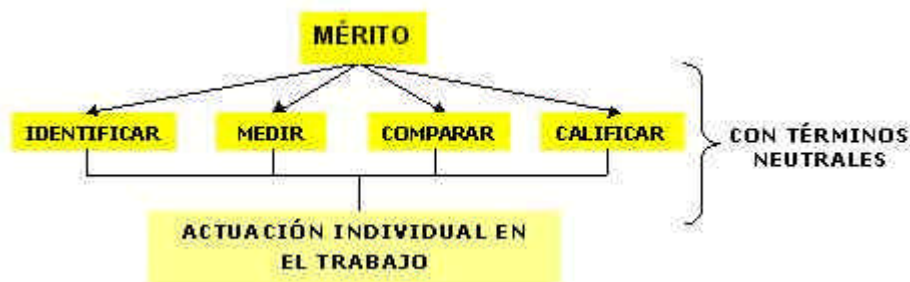 MÉRITO
IDENTIFICAR
MEDIR
COMPARAR
CALIFICAR
CON TÉRMINOS
NEUTRALES
ACTUACIÓN INDIVIDUAL EN
EL TRABAJO